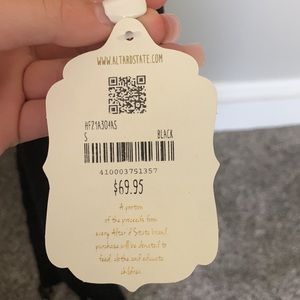 WWW.ALTARDSTATE.COM
HFZ1A304AS
S BLACK
410003751357
$69.95
A portion
of the proceeds from
every Altar'd State brand
purchase will be donated to
feed, clothe and educate
children.